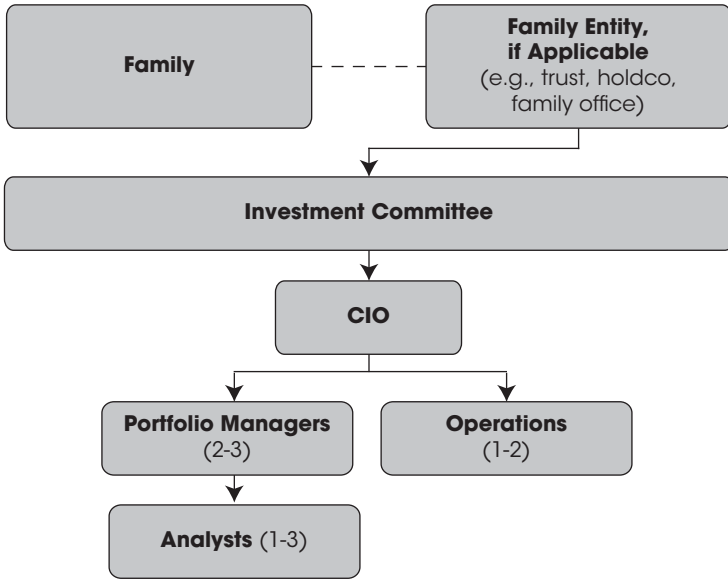 Family
Family Entity,
if Applicable
(e.g., trust, holdco,
family office)
Investment Committee
CIO
Portfolio Managers
(2-3)
Operations
(1-2)
Analysts (1-3)